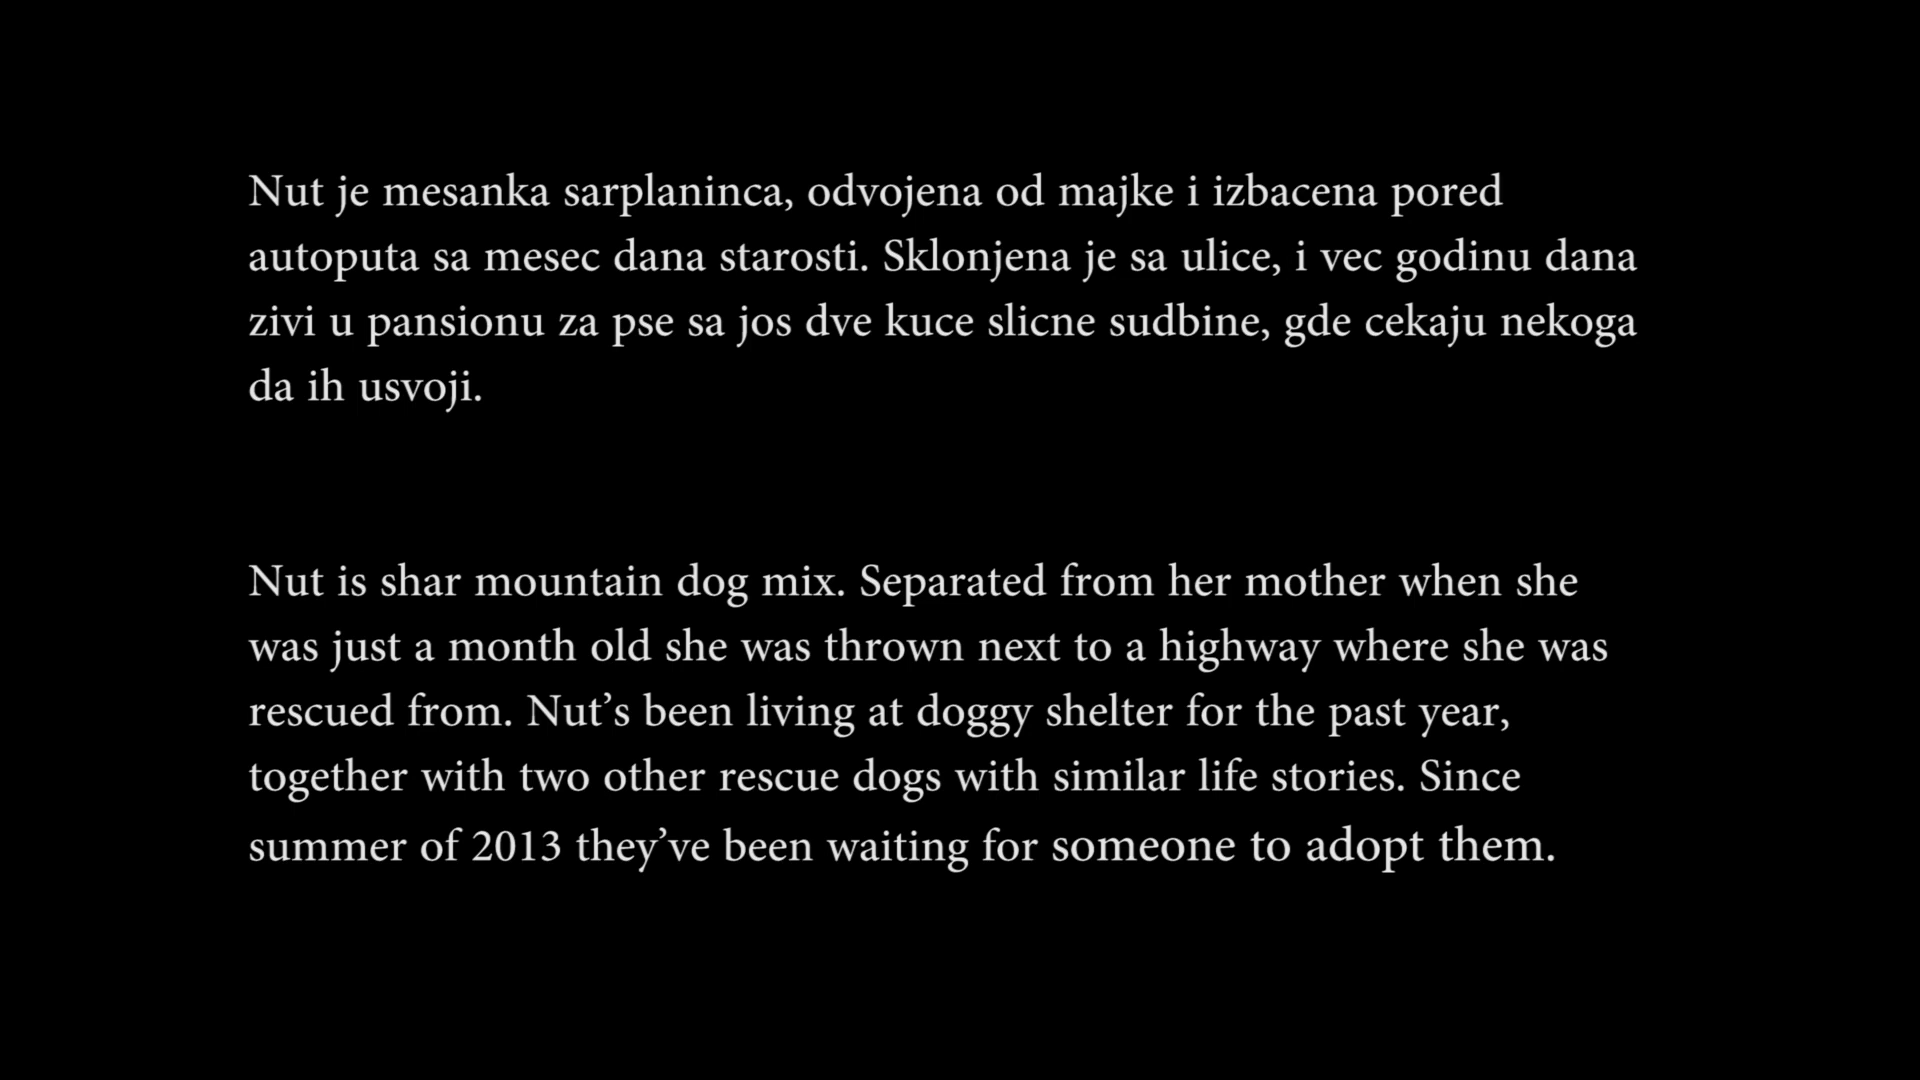 Nut je mesanka sarplaninca, odvojena od majke i izbacena pored
autoputa sa mesec dana starosti. Sklonjena je sa ulice, i vec godinu dana
zivi u pansionu za pse sa jos dve kuce slicne sudbine, gde cekaju nekoga
da ih usvoji.
Nut is shar mountain dog mix. Separated from her mother when she
was just a month old she was thrown next to a highway where she was
rescued from. Nut’s been living at doggy shelter for the past year,
together with two other rescue dogs with similar life stories. Since
summer of 2013 they’ve been waiting for someone to adopt them.